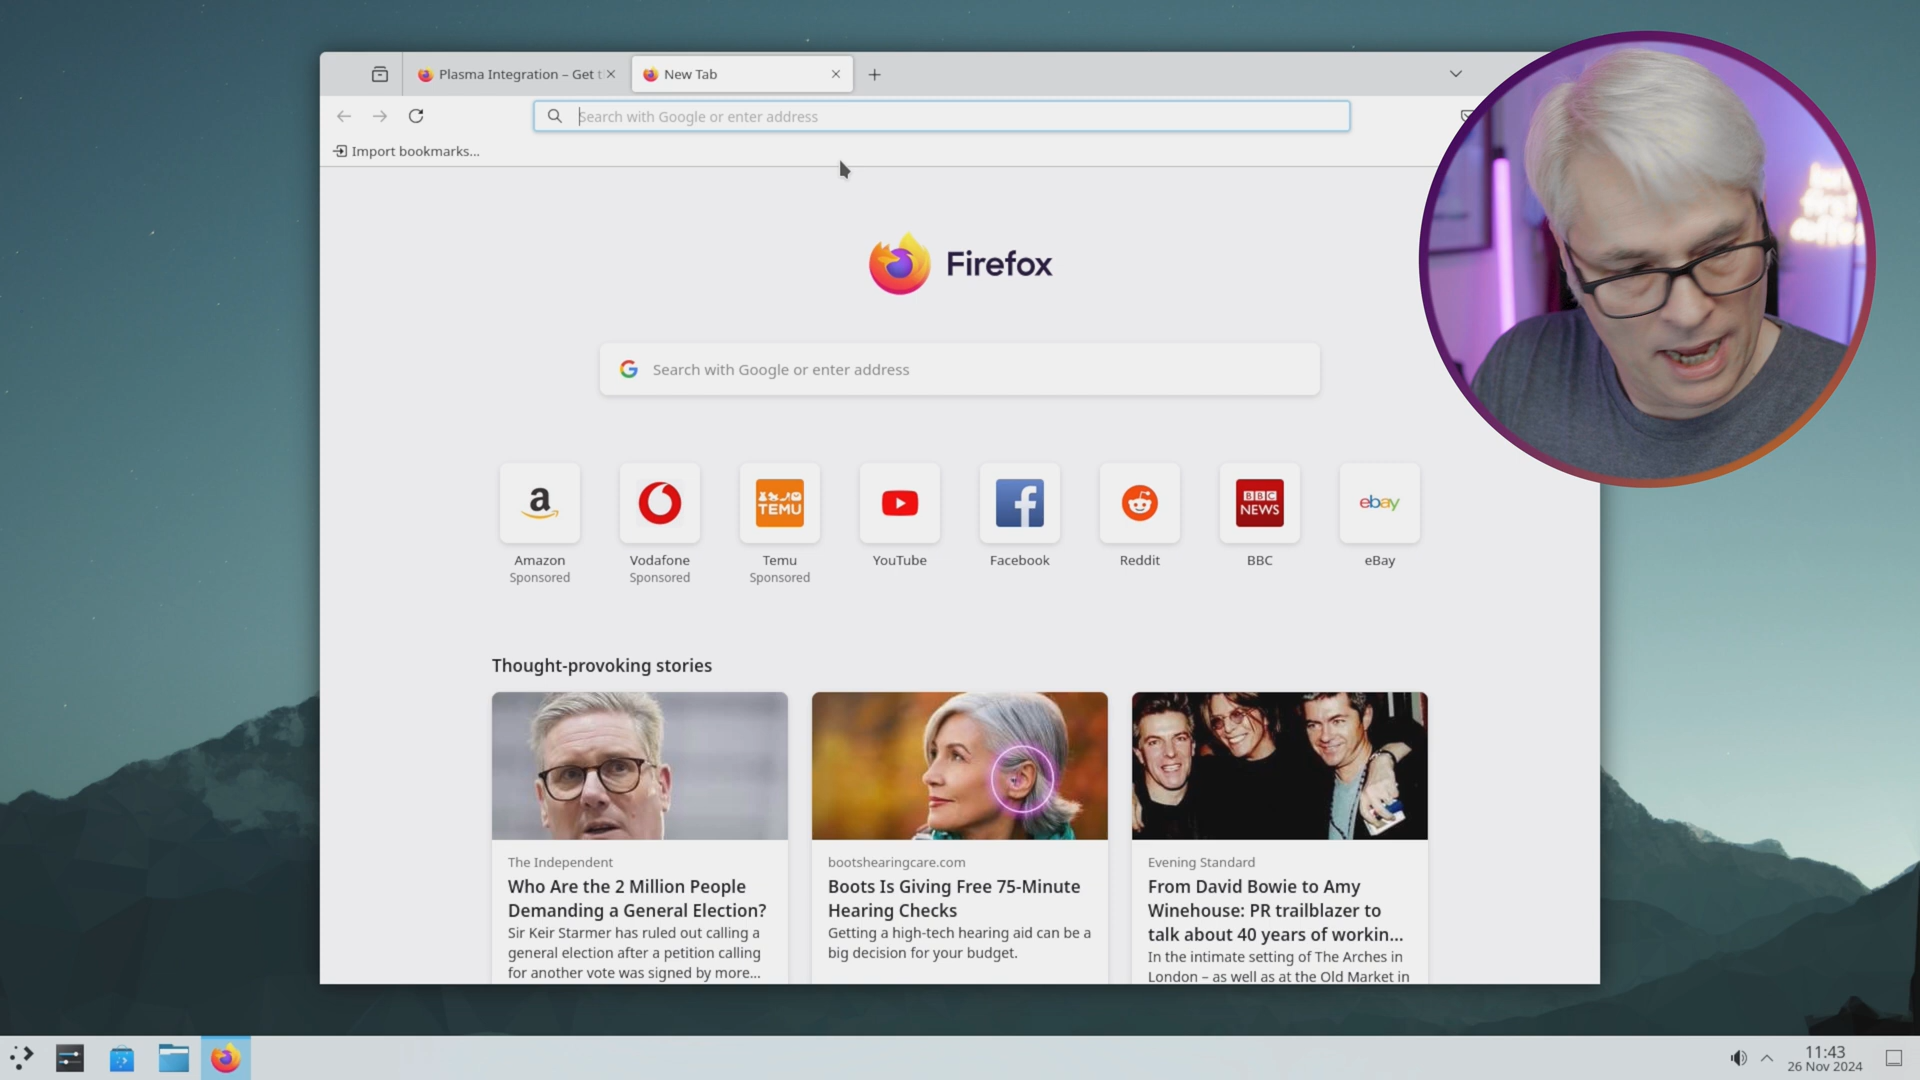 Plasma Integration – Get t
New Tab
Search with Google or enter address
Import bookmarks...
Firefox
Search with Google or enter address
a
TEMU
f
BBC
NEWS
ebay
Amazon
Sponsored
Vodafone
Sponsored
Temu
Sponsored
YouTube
Facebook
Reddit
BBC
eBay
Thought-provoking stories
The Independent
Who Are the 2 Million People
Demanding a General Election?
Sir Keir Starmer has ruled out calling a
general election after a petition calling
for another vote was signed by more...
bootshearingcare.com
Boots Is Giving Free 75-Minute
Hearing Checks
Getting a high-tech hearing aid can be a
big decision for your budget.
Evening Standard
From David Bowie to Amy
Winehouse: PR trailblazer to
talk about 40 years of workin...
In the intimate setting of The Arches in
London – as well as at the Old Market in
11:43
26 Nov 2024